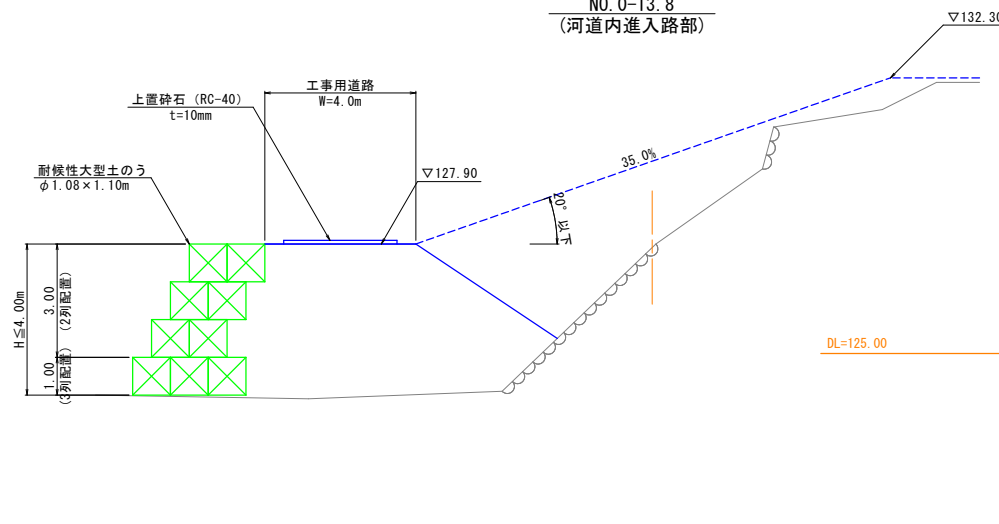 NO.0-13.8
(河道内進入路部)
▽132.30
工事用道路
W=4.0m
上置砕石 (RC-40)
t=10mm
35.0%
耐候性大型土のう
φ1.08×1.10m
▽127.90
20° 以下
H≦4.00m
3.00
(2列配置)
1.00
(3列配置)
DL=125.00